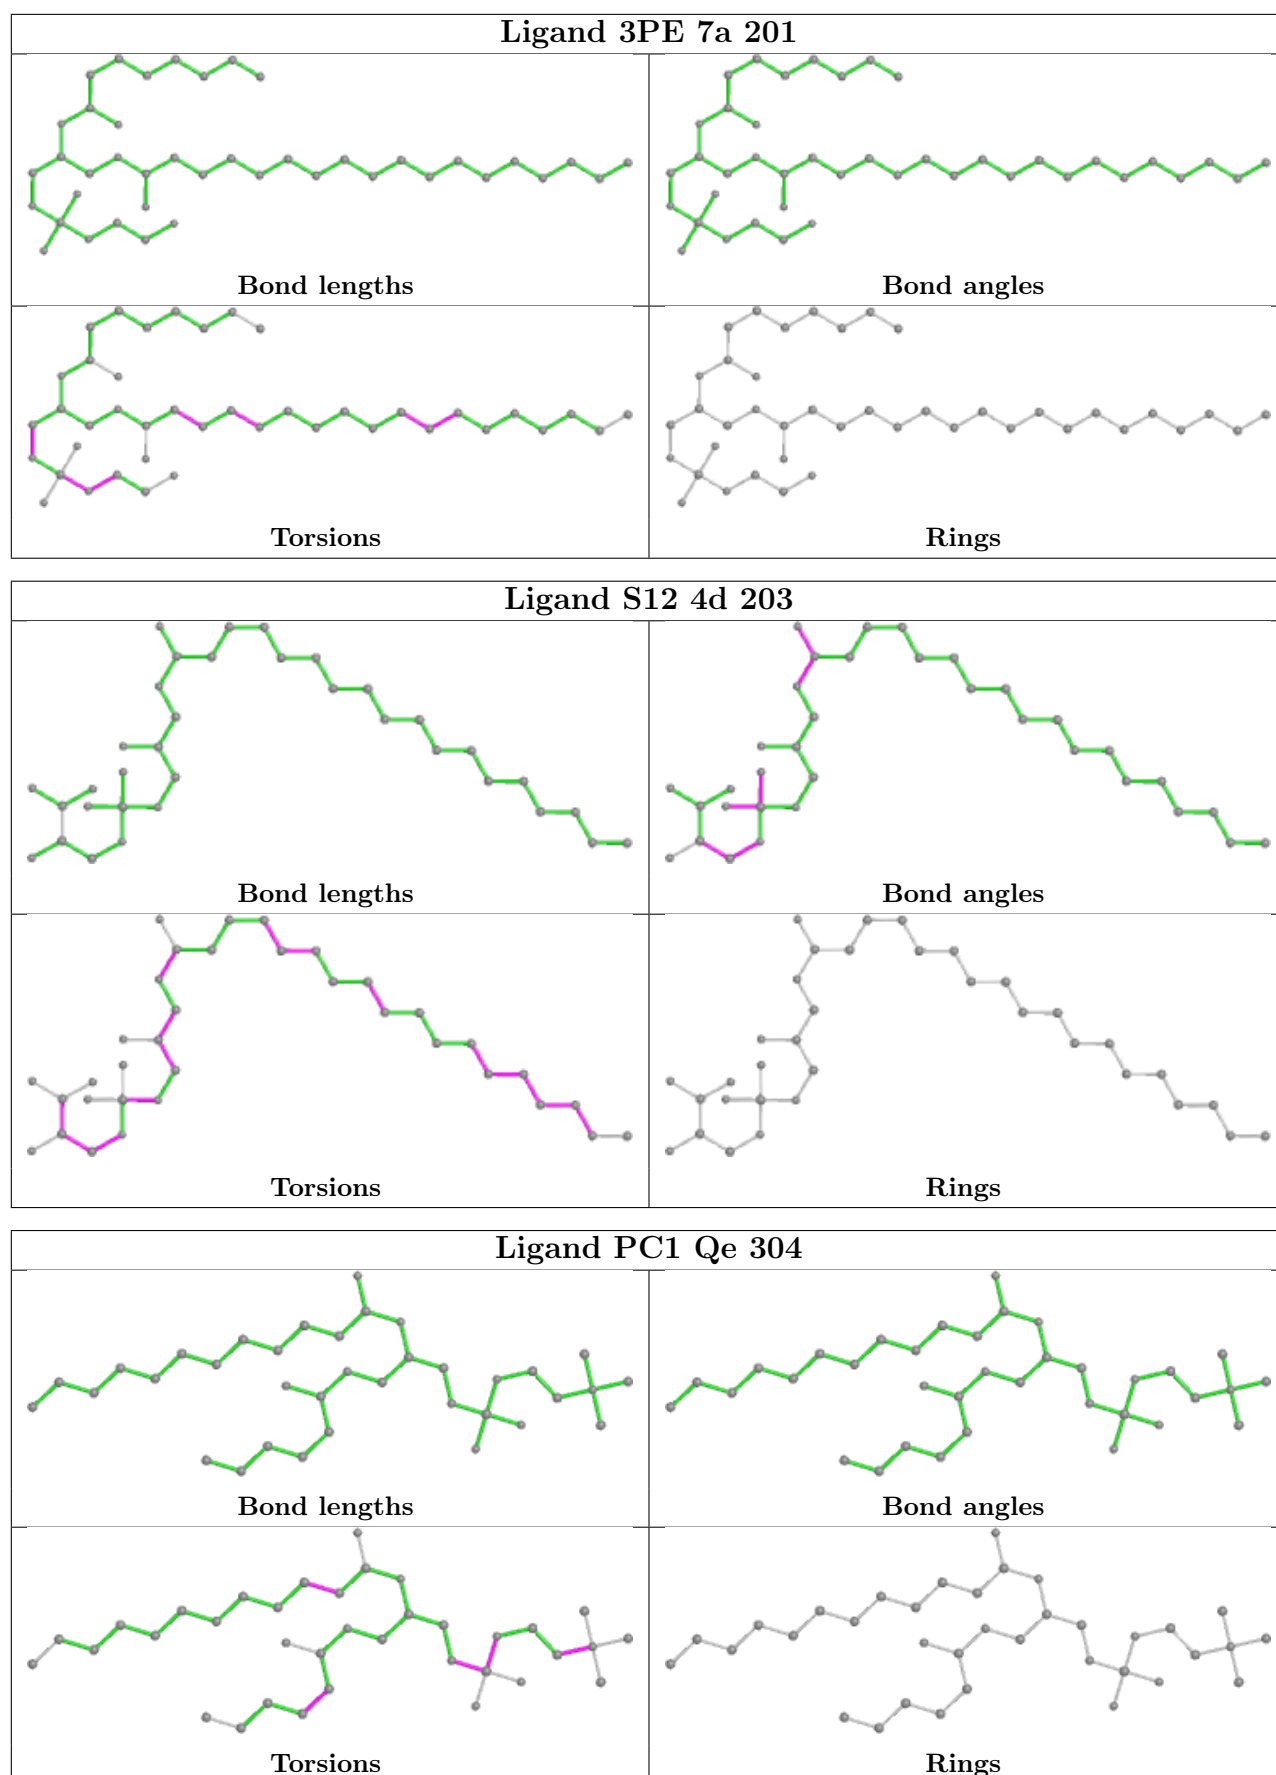 Ligand 3PE 7a 201
Bond lengths
Bond angles
Torsions
Rings
Ligand S12 4d 203
Bond lengths
Bond angles
Torsions
Rings
Ligand PC1 Qe 304
Bond lengths
Bond angles
Torsions
Rings